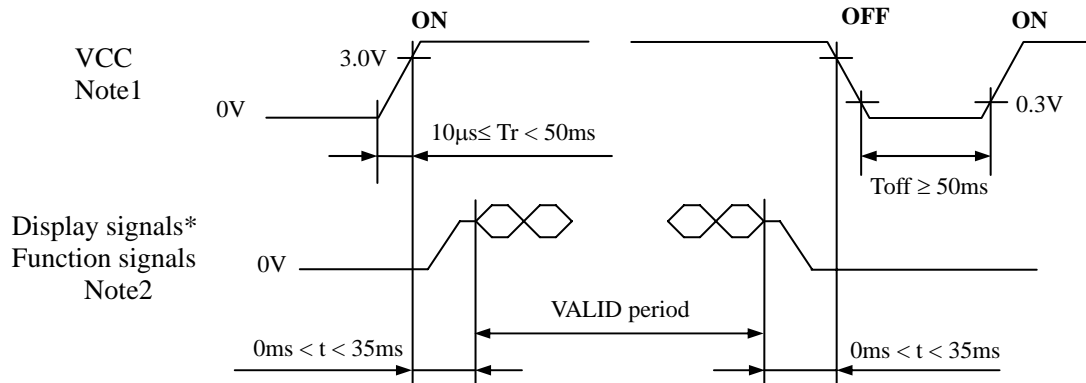 ON
OFF
ON
VCC
Note1
3.0V
0V
0.3V
10μs≤ Tr < 50ms
Toff ≥ 50ms
Display signals*
Function signals
Note2
0V
VALID period
0ms < t < 35ms
0ms < t < 35ms